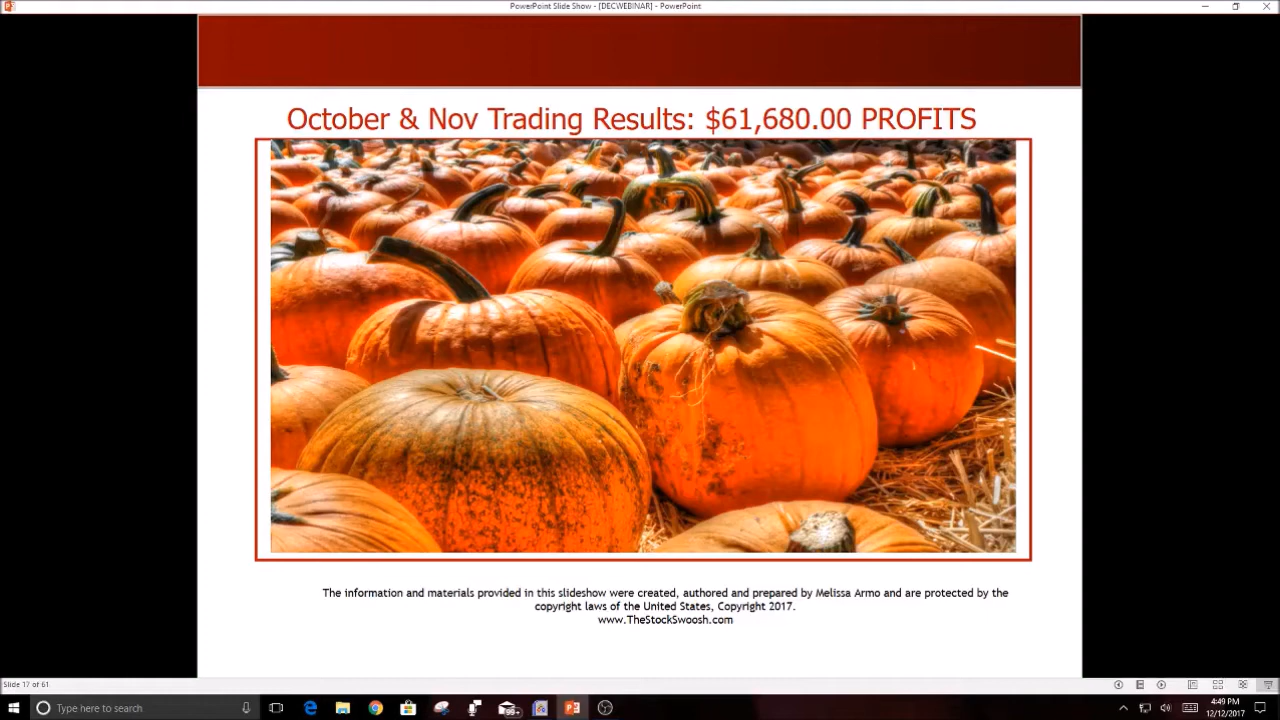 PowerPoint Slide Show - [DECWEBINAR] - PowerPoint
October & Nov Trading Results: $61,680.00 PROFITS
The information and materials provided in this slideshow were created, authored and prepared by Melissa Armo and are protected by the
copyright laws of the United States, Copyright 2017.
www.TheStockSwoosh.com
Slide 17 of 61
Type here to search
4:49 PM
12/12/2017